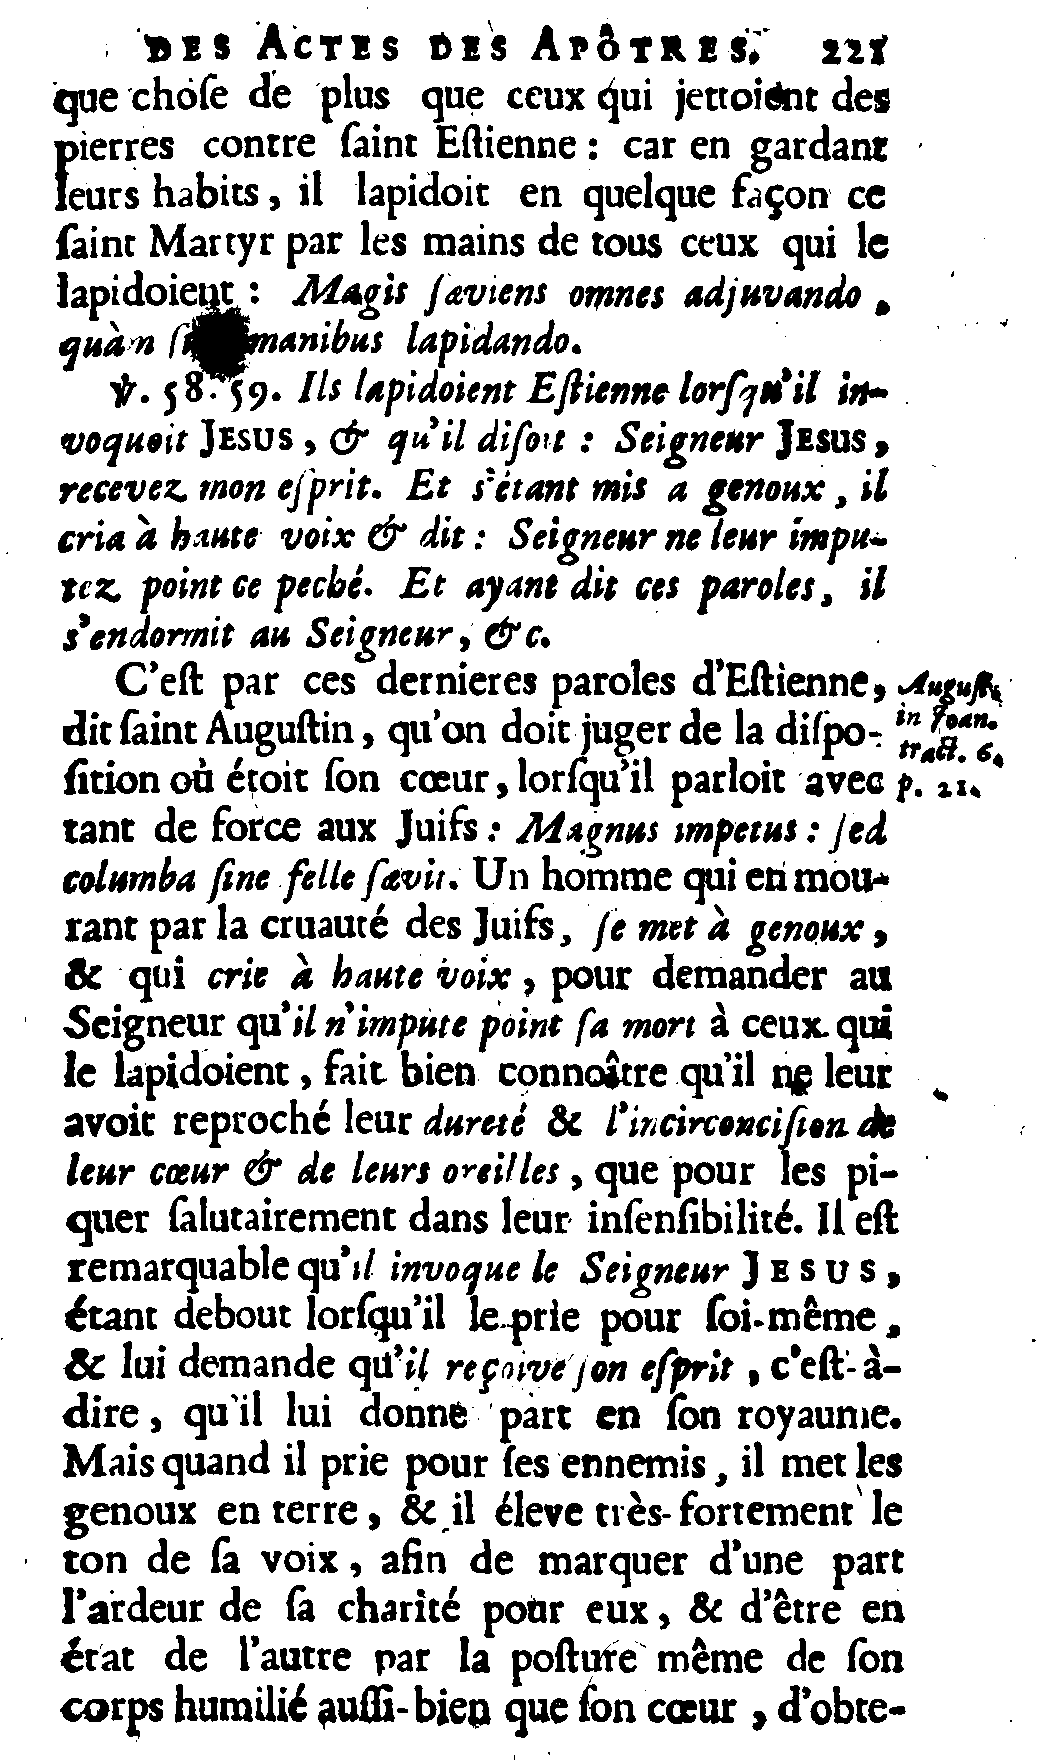 DES ACTES DES APÔTRES. 221
que choſe de plus que ceux qui jettoient des
pierres contre ſaint Eſtienne : car en gardant
leurs habits, il lapidoit en quelque façon ce
ſaint Martyr par les mains de tous ceux qui le
lapidoient : Magis ſæviens omnes adjuvando,
quàm manibus lapidando.
℣. 58. 59. Ils lapidoient Eſtienne lorſqu'il in-
voquoit JESUS, & qu'il diſoit : Seigneur JESUS,
recevez mon eſprit. Et s'étant mis a genoux, il
cria à haute voix & dit : Seigneur ne leur impu-
tez point ce peché. Et ayant dit ces paroles, il
s'endormit au Seigneur, &c.
C'eſt par ces dernieres paroles d'Eſtienne,
dit ſaint Auguſtin, qu'on doit juger de la diſpo-
ſition où étoit ſon cœur, lorſqu'il parloit avec
tant de force aux Juifs : Magnus impetus : ſed
columba ſine felle ſævit. Un homme qui en mou-
rant par la cruauté des Juifs, ſe met à genoux,
& qui crie à haute voix, pour demander au
Seigneur qu'il n'impute point ſa mort à ceux qui
le lapidoient, fait bien connoître qu'il ne leur
avoit reproché leur dureté & l'incirconciſion de
leur cœur & de leurs oreilles, que pour les pi-
quer ſalutairement dans leur inſenſibilité. Il eſt
remarquable qu'il invoque le Seigneur JESUS,
étant debout lorſqu'il le prie pour ſoi-même,
& lui demande qu'il reçoive ſon eſprit, c'eſt-à-
dire, qu'il lui donne part en ſon royaume.
Mais quand il prie pour ſes ennemis, il met les
genoux en terre, & il éleve très-fortement le
ton de ſa voix, afin de marquer d'une part
l'ardeur de ſa charité pour eux, & d'être en
état de l'autre par la poſture même de ſon
corps humilié auſſi-bien que ſon cœur, d'obte-
Auguſt.
in Joan.
tract. 6.
p. 21.